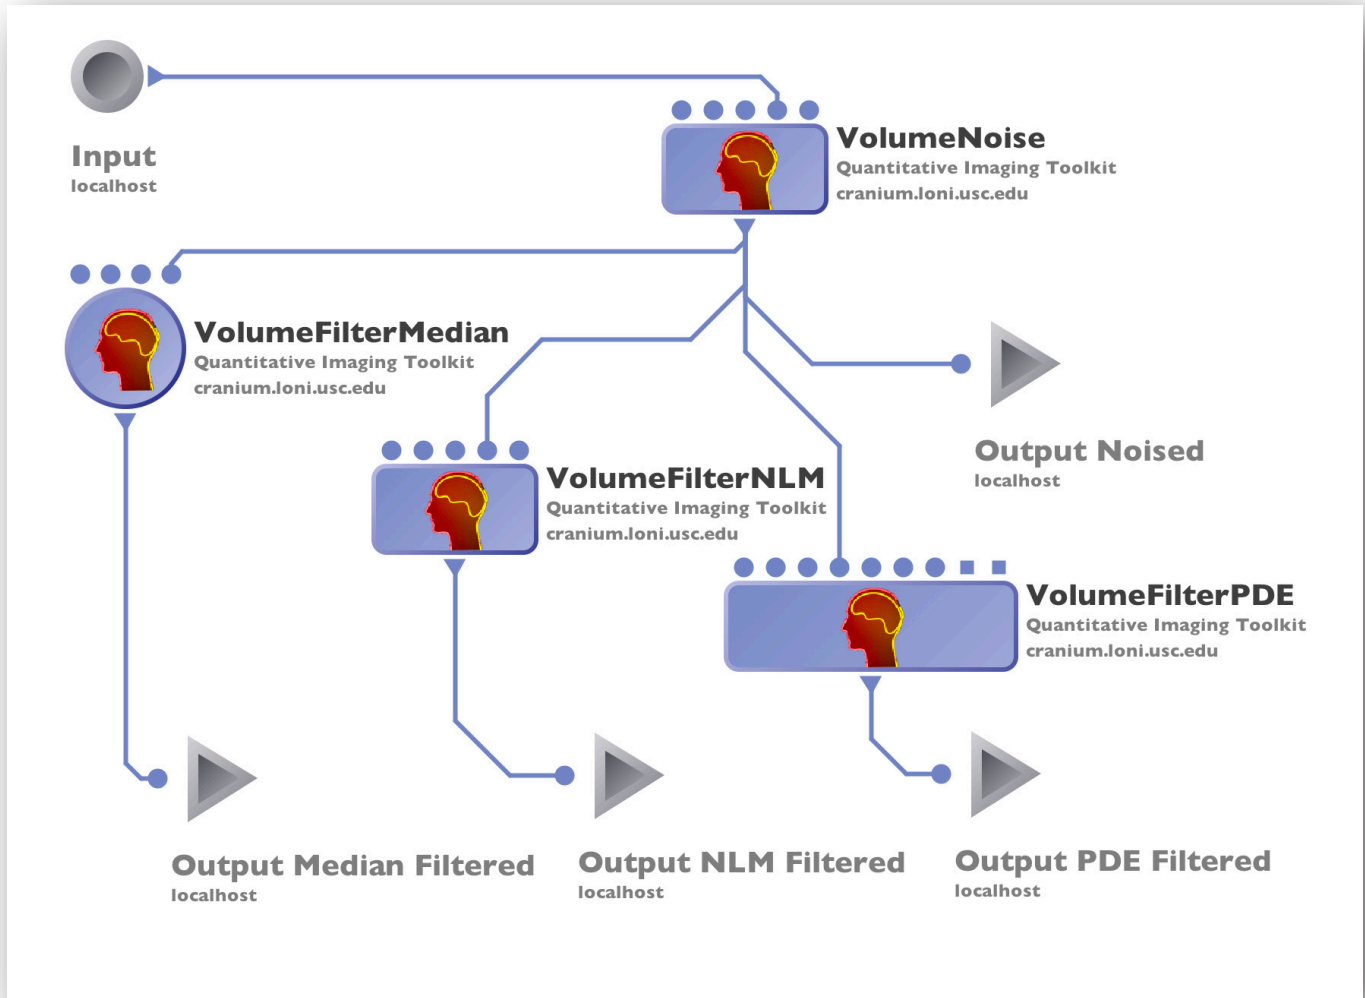 Input
localhost
VolumeNoise
Quantitative Imaging Toolkit
cranium.loni.usc.edu
VolumeFilterMedian
Quantitative Imaging Toolkit
cranium.loni.usc.edu
Output Noised
localhost
VolumeFilterNLM
Quantitative Imaging Toolkit
cranium.loni.usc.edu
VolumeFilterPDE
Quantitative Imaging Toolkit
cranium.loni.usc.edu
Output Median Filtered
localhost
Output NLM Filtered
localhost
Output PDE Filtered
localhost